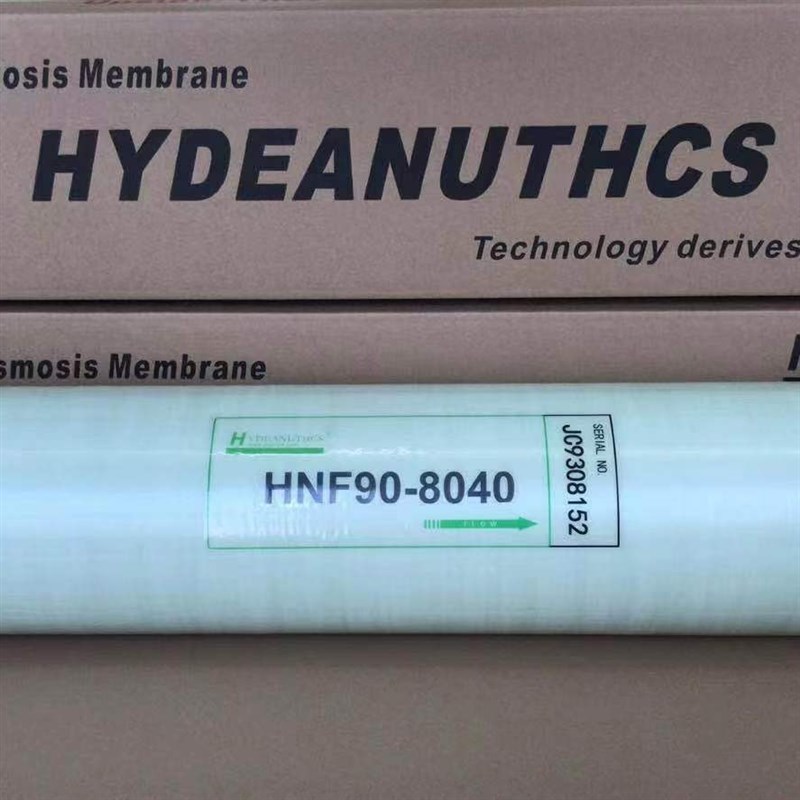 osis Membrane
HYDEANUTHCS
Technology derives
smosis Membrane
HYDEANUTHCS
HNF90-8040
flow
SERIAL NO.
JC9308152